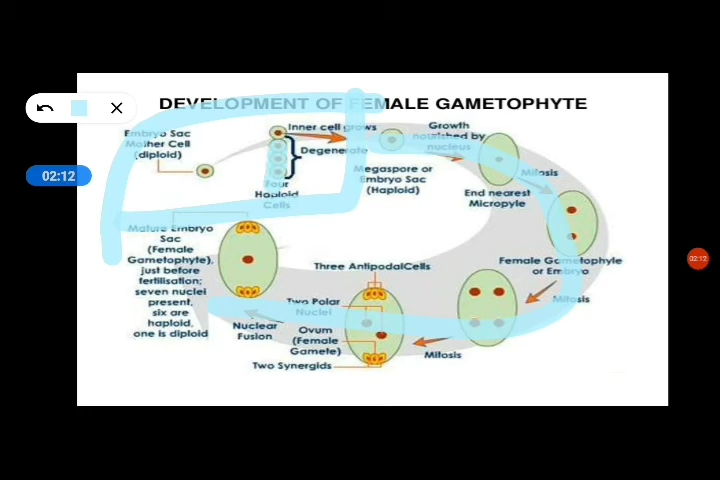 DEVELOPMENT OF FEMALE GAMETOPHYTE
Embryo Sac
Mother Cell
(diploid)
Inner cell grows
Degenerate
Four
Haploid
Cells
Growth
nourished by
nucleus
Megaspore or
Embryo Sac
(Haploid)
Mitosis
End nearest
Micropyle
02:12
02:12
Mature Embryo
Sac
(Female
Gametophyte),
just before
fertilisation;
seven nuclei
present,
six are
haploid,
one is diploid
Female Gametophyte
or Embryo
Mitosis
Three AntipodalCells
Two Polar
Nuclei
Nuclear
Fusion
Ovum
(Female
Gamete)
Mitosis
Two Synergids